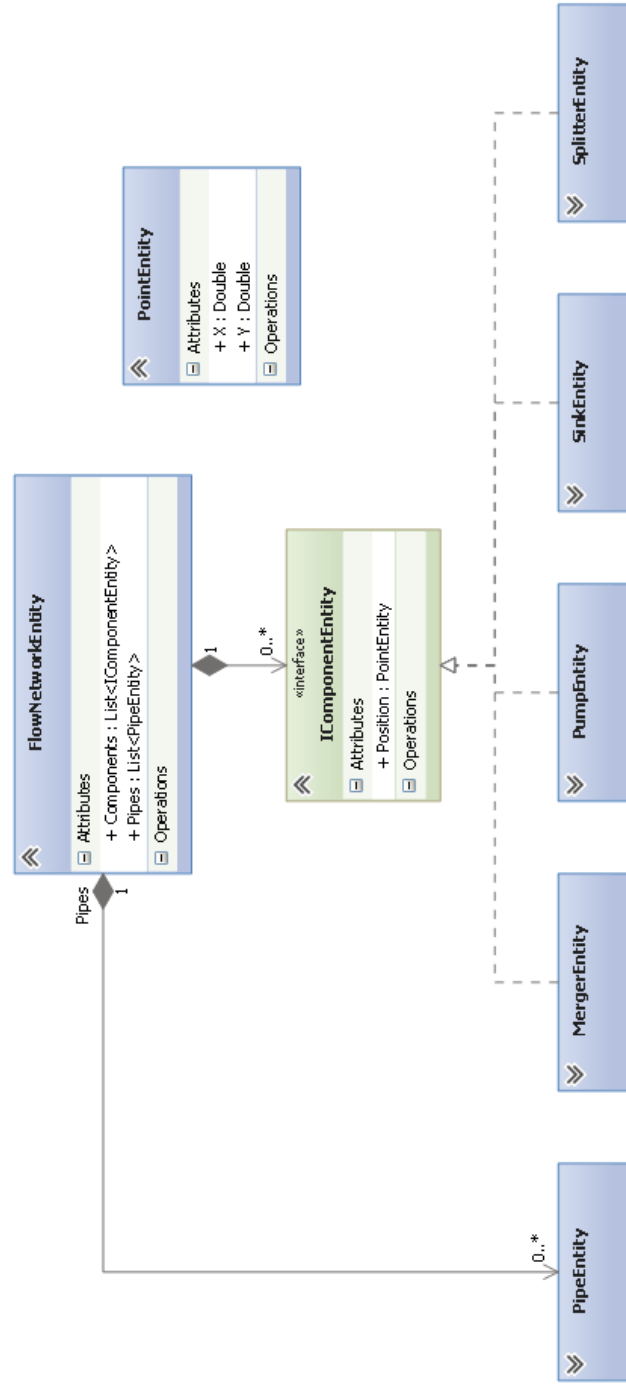 FlowNetworkEntity
Attributes
+ Components : List<IComponentEntity>
+ Pipes : List<PipeEntity>
Operations
Pipes
1
1
0..*
PointEntity
Attributes
+ X : Double
+ Y : Double
Operations
«interface»
IComponentEntity
Attributes
+ Position : PointEntity
Operations
0..*
PipeEntity
MergerEntity
PumpEntity
SinkEntity
SplitterEntity